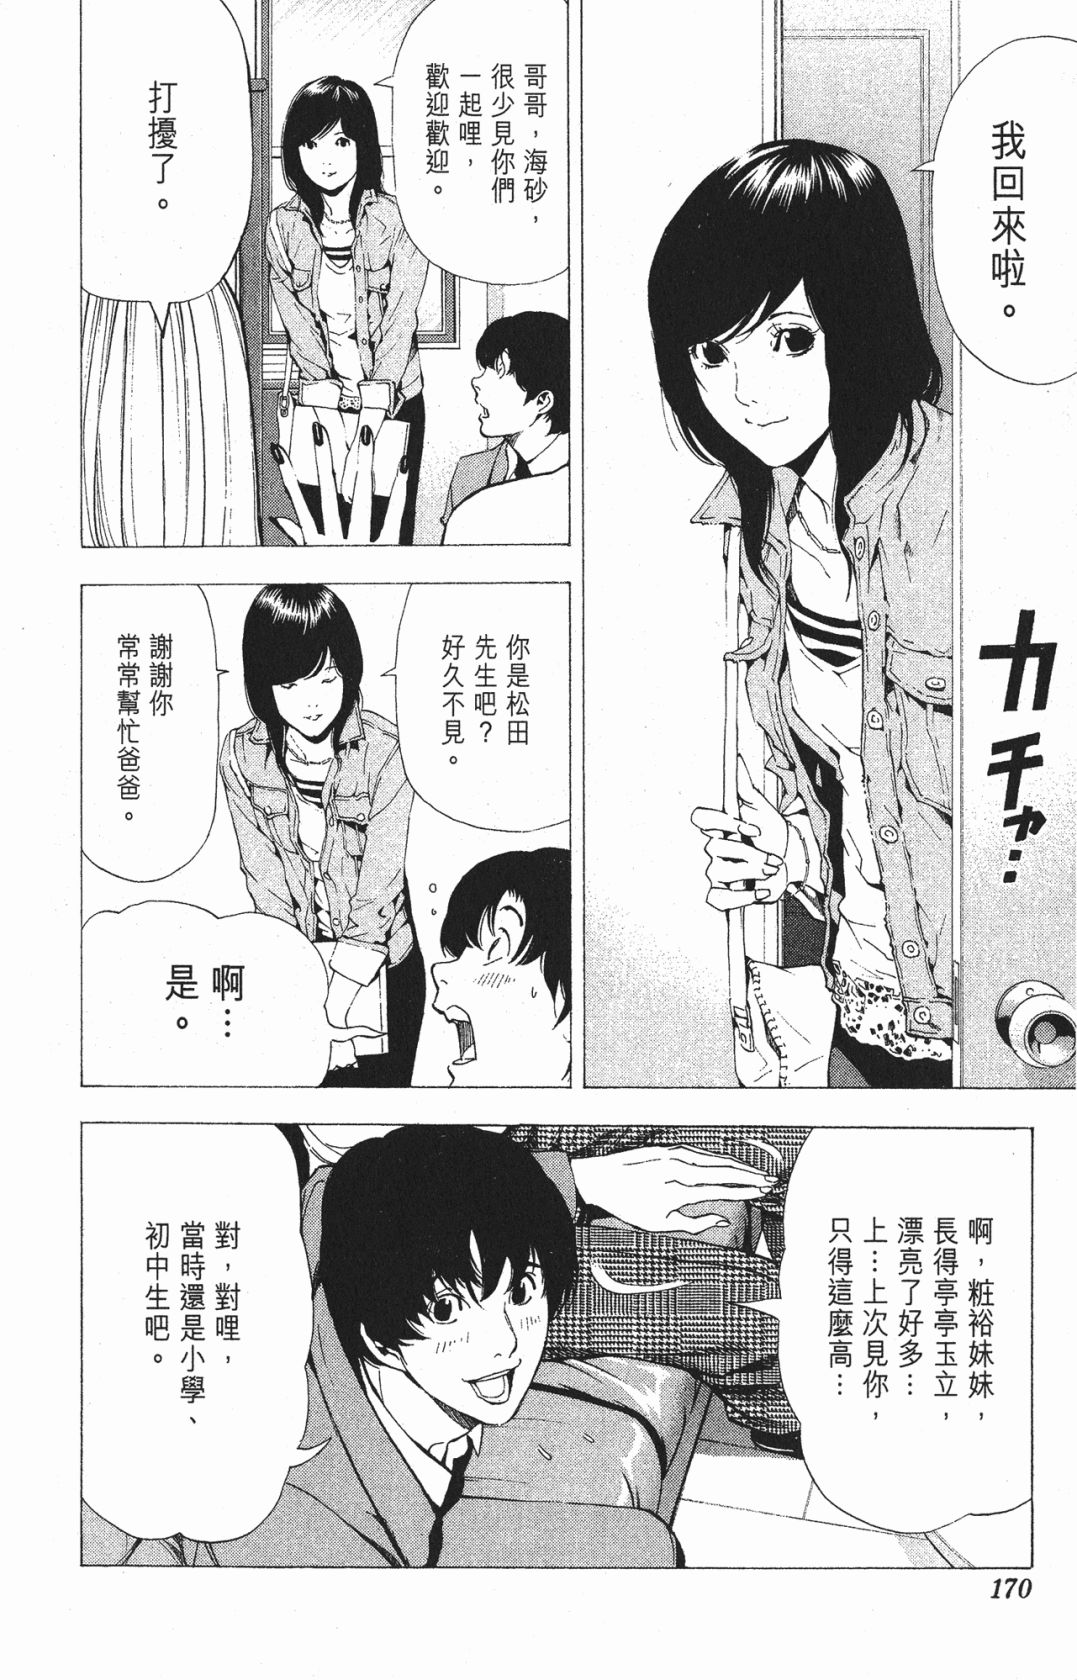 我回來啦。
カチャ…
哥哥，海砂，
很少見你們
一起哩，
歡迎歡迎。
打擾了。
你是松田
先生吧？
好久不見。
謝謝你
常常幫忙爸爸。
啊…
是。
啊，粧裕妹妹，
長得亭亭玉立，
漂亮了好多…
上…上次見你，
只得這麼高…
對，對哩，
當時還是小學、
初中生吧。
170